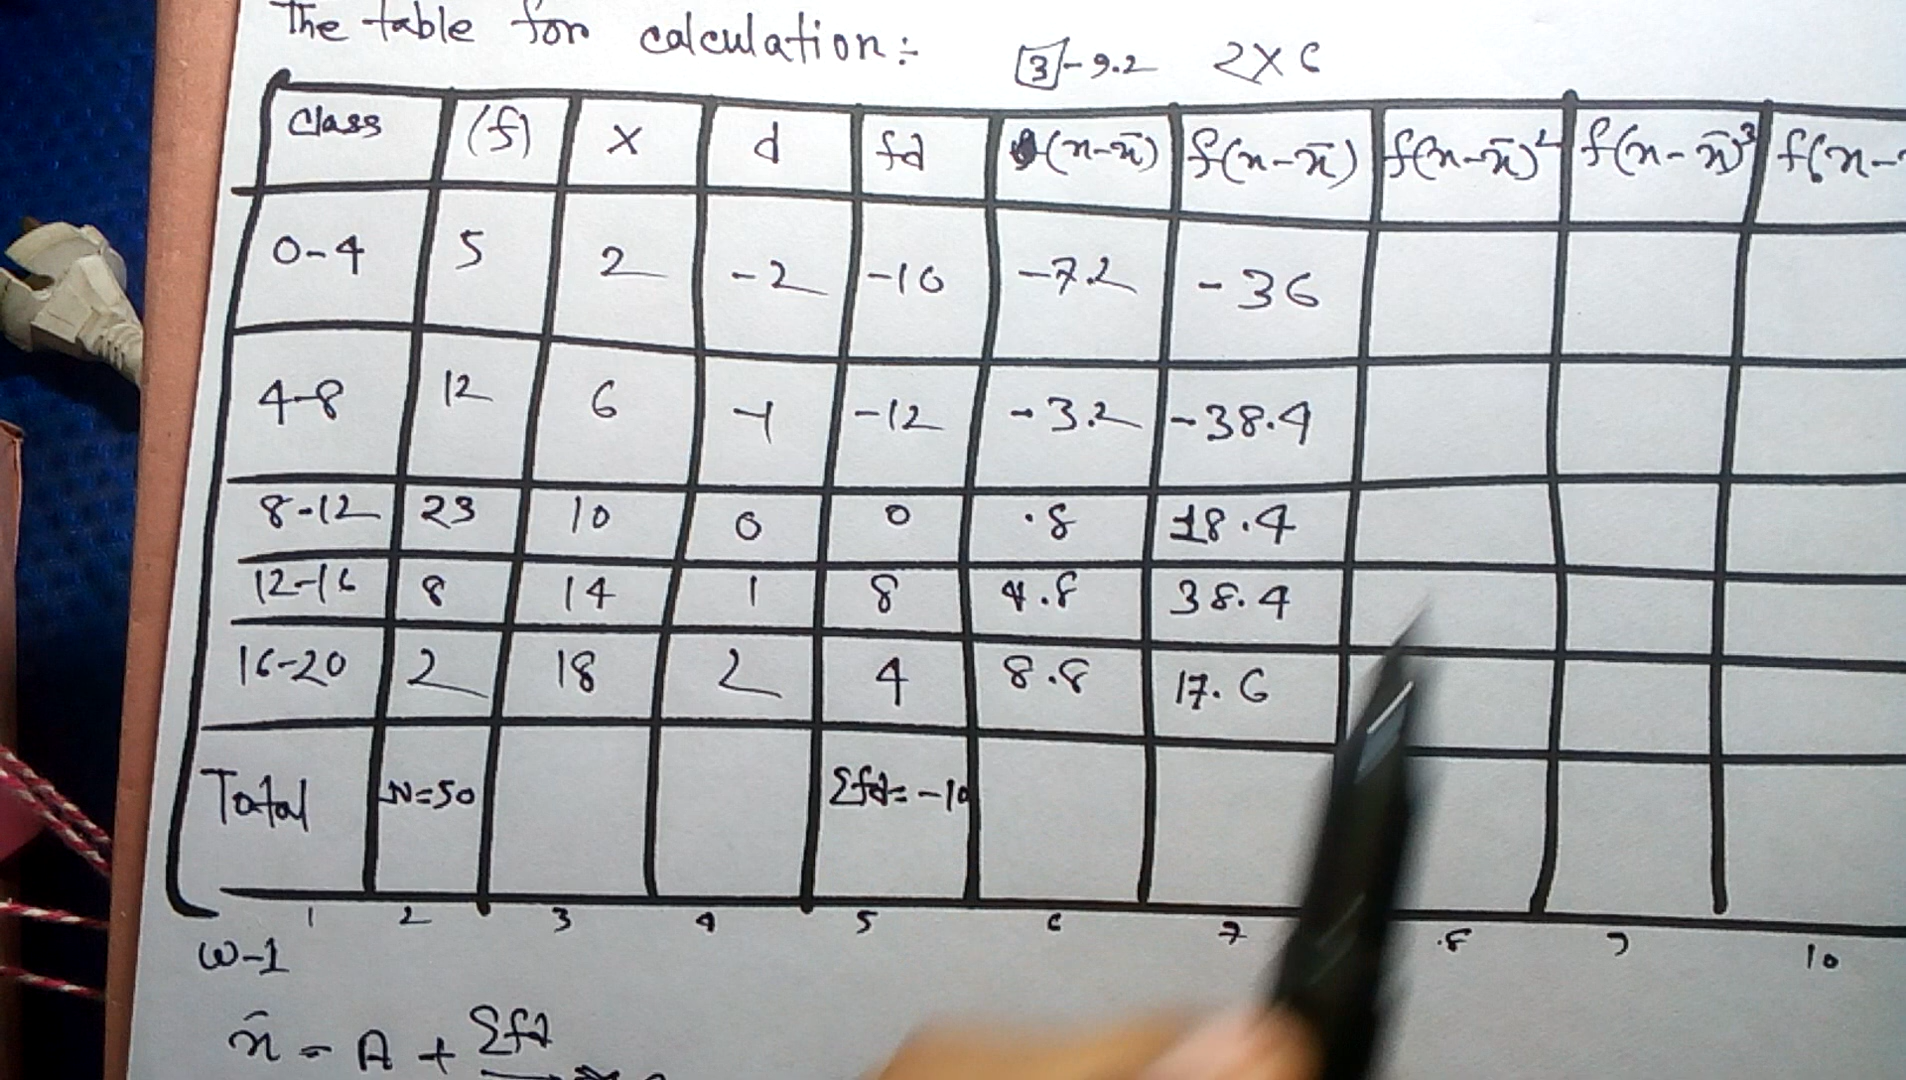 The table for calculation:-
[3]-9.2 2×6
Class (f) x d fd (n-n̄) f(n-n̄) f(n-n̄)² f(n-n̄)³ f(n-
0-4 5 2 -2 -10 -7.2 -36
4-8 12 6 -1 -12 -3.2 -38.4
8-12 23 10 0 0 .8 18.4
12-16 8 14 1 8 4.8 38.4
16-20 2 18 2 4 8.8 17.6
Total N=50 Σfd=-10
1 2 3 4 5 6 7 8 9 10
W-1
n̄ = A + Σfd